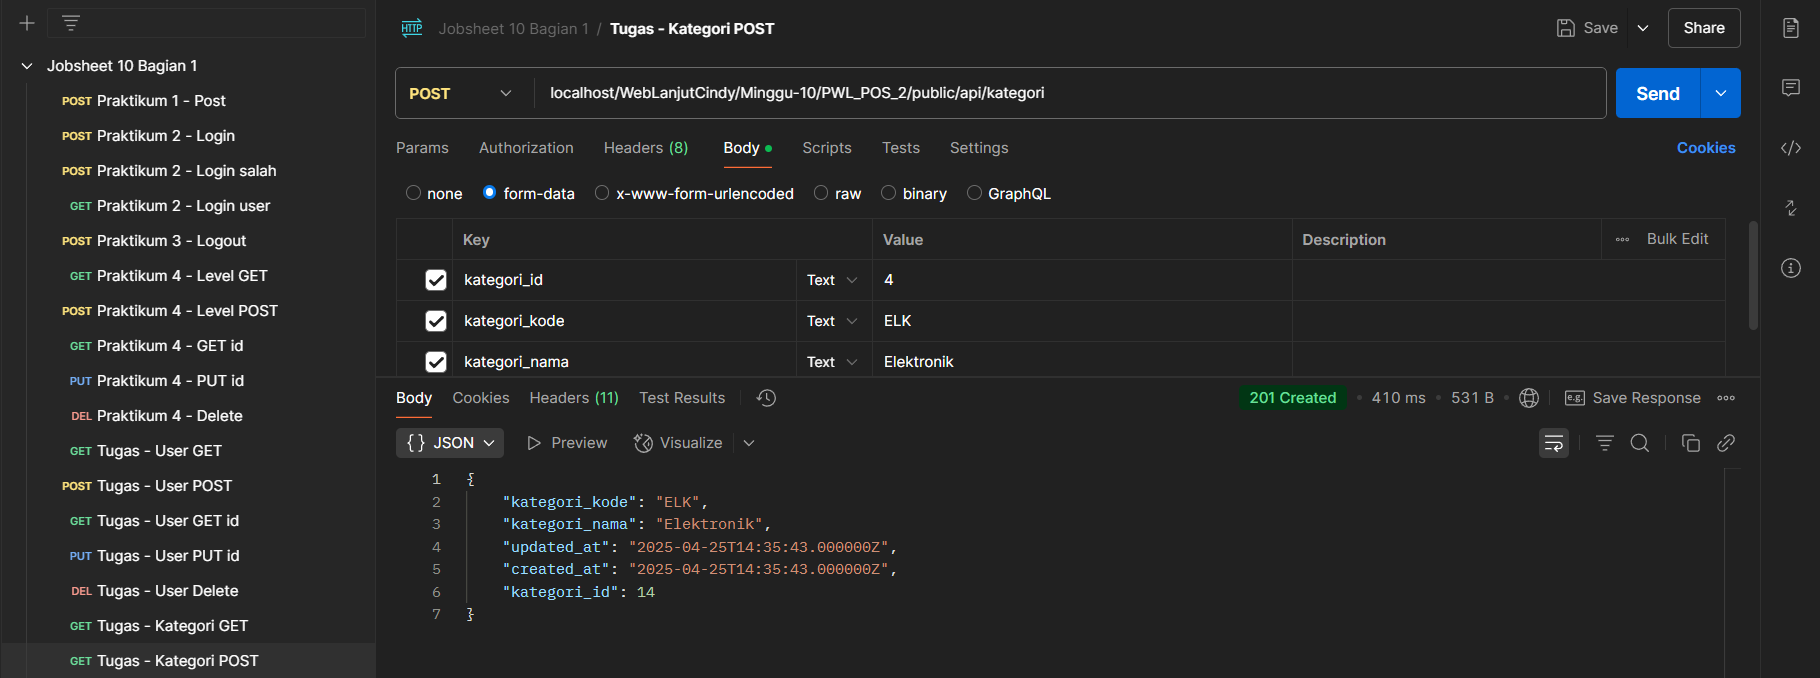 Jobsheet 10 Bagian 1
POST Praktikum 1 - Post
POST Praktikum 2 - Login
POST Praktikum 2 - Login salah
GET Praktikum 2 - Login user
POST Praktikum 3 - Logout
GET Praktikum 4 - Level GET
POST Praktikum 4 - Level POST
GET Praktikum 4 - GET id
PUT Praktikum 4 - PUT id
DEL Praktikum 4 - Delete
GET Tugas - User GET
POST Tugas - User POST
GET Tugas - User GET id
PUT Tugas - User PUT id
DEL Tugas - User Delete
GET Tugas - Kategori GET
GET Tugas - Kategori POST
HTTP Jobsheet 10 Bagian 1 / Tugas - Kategori POST
Save Share
POST localhost/WebLanjutCindy/Minggu-10/PWL_POS_2/public/api/kategori Send
Params Authorization Headers (8) Body Scripts Tests Settings Cookies
none form-data x-www-form-urlencoded raw binary GraphQL
Key Value Description Bulk Edit
kategori_id Text 4
kategori_kode Text ELK
kategori_nama Text Elektronik
Body Cookies Headers (11) Test Results 201 Created • 410 ms • 531 B • e.g. Save Response
{} JSON Preview Visualize
1 {
2 "kategori_kode": "ELK",
3 "kategori_nama": "Elektronik",
4 "updated_at": "2025-04-25T14:35:43.000000Z",
5 "created_at": "2025-04-25T14:35:43.000000Z",
6 "kategori_id": 14
7 }